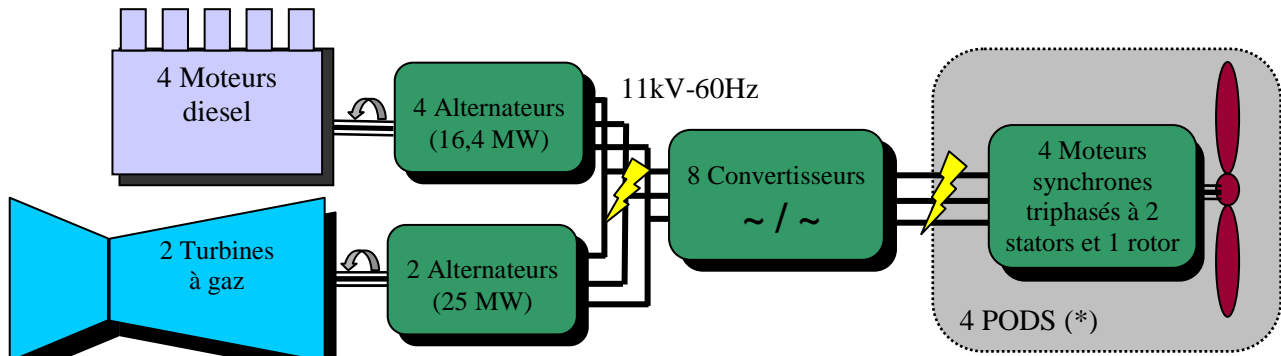 4 Moteurs
diesel
4 Alternateurs
(16,4 MW)
11kV-60Hz
8 Convertisseurs
~ / ~
4 Moteurs
synchrones
triphasés à 2
stators et 1 rotor
2 Turbines
à gaz
2 Alternateurs
(25 MW)
4 PODS (*)